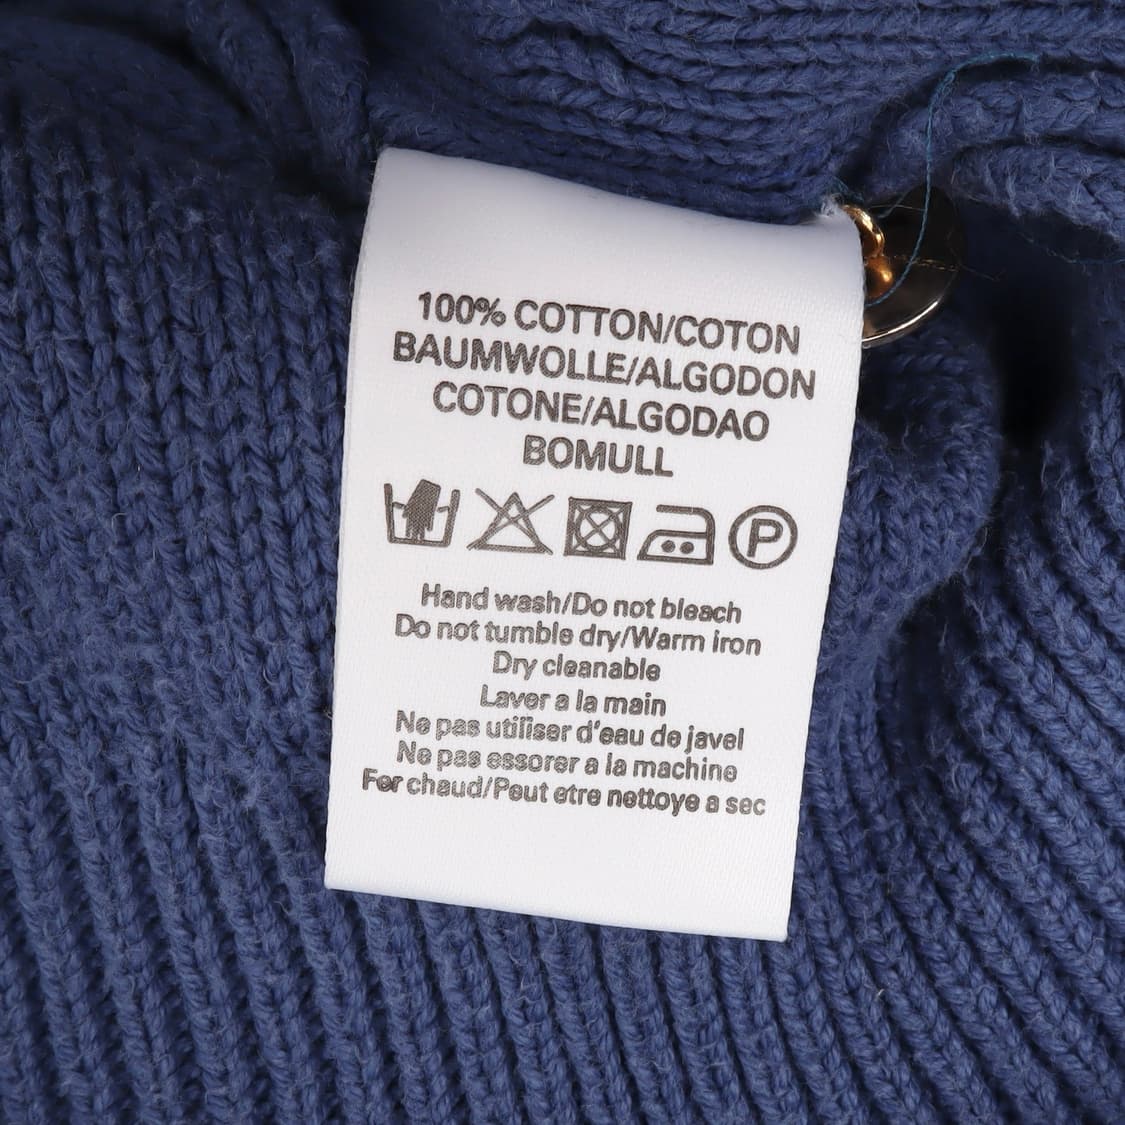 100% COTTON/COTON
BAUMWOLLE/ALGODON
COTONE/ALGODAO
BOMULL
P
Hand wash/Do not bleach
Do not tumble dry/Warm iron
Dry cleanable
Laver a la main
Ne pas utiliser d'eau de javel
Ne pas essorer a la machine
Fer chaud/Peut etre nettoye a sec